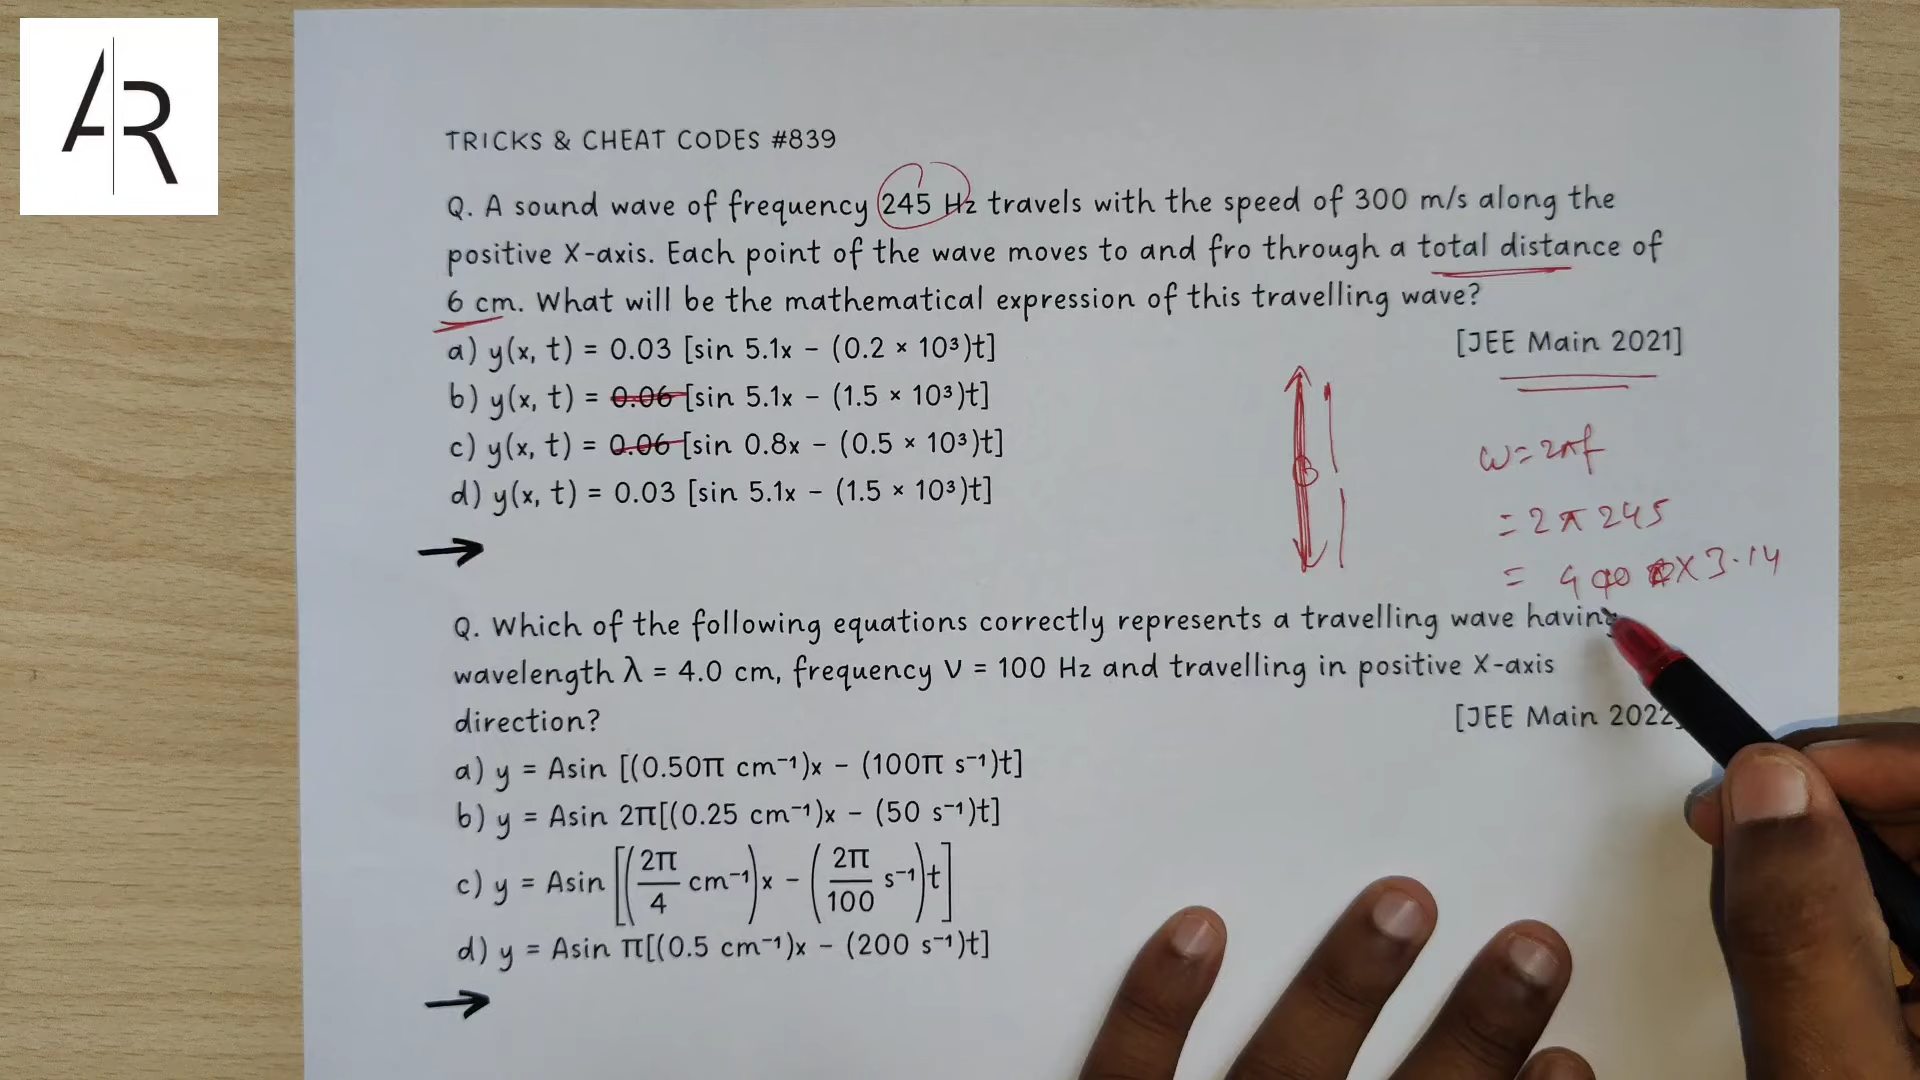 AR
TRICKS & CHEAT CODES #839
Q. A sound wave of frequency 245 Hz travels with the speed of 300 m/s along the
positive X-axis. Each point of the wave moves to and fro through a total distance of
6 cm. What will be the mathematical expression of this travelling wave?
[JEE Main 2021]
a) y(x, t) = 0.03 [sin 5.1x − (0.2 × 10³)t]
b) y(x, t) = 0.06 [sin 5.1x − (1.5 × 10³)t]
c) y(x, t) = 0.06 [sin 0.8x − (0.5 × 10³)t]
d) y(x, t) = 0.03 [sin 5.1x − (1.5 × 10³)t]
ω = 2πf
= 2π 245
= 490 × 3.14
Q. Which of the following equations correctly represents a travelling wave having
wavelength λ = 4.0 cm, frequency V = 100 Hz and travelling in positive X-axis
direction?
[JEE Main 2022]
a) y = Asin [(0.50π cm⁻¹)x − (100π s⁻¹)t]
b) y = Asin 2π[(0.25 cm⁻¹)x − (50 s⁻¹)t]
c) y = Asin [(2π/4 cm⁻¹)x − (2π/100 s⁻¹)t]
d) y = Asin π[(0.5 cm⁻¹)x − (200 s⁻¹)t]